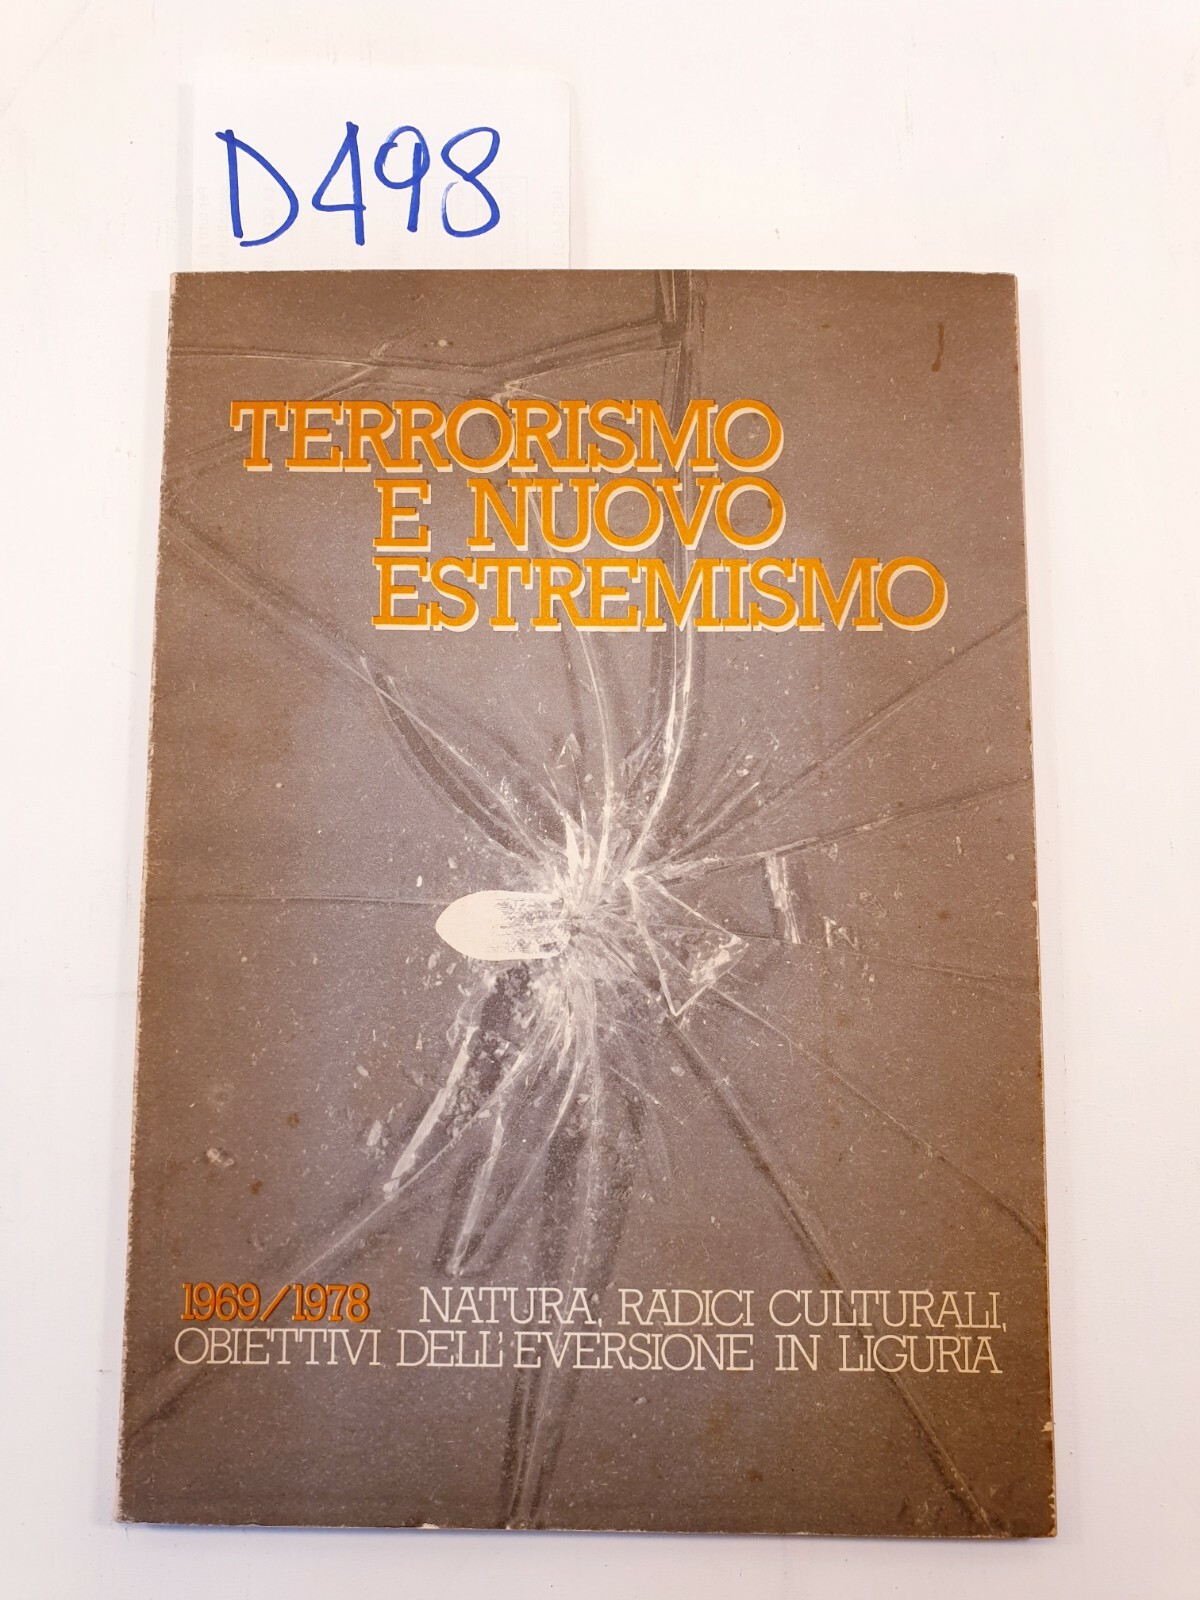 D498
TERRORISMO
E NUOVO
ESTREMISMO
1969/1978 NATURA, RADICI CULTURALI,
OBIETTIVI DELL'EVERSIONE IN LIGURIA